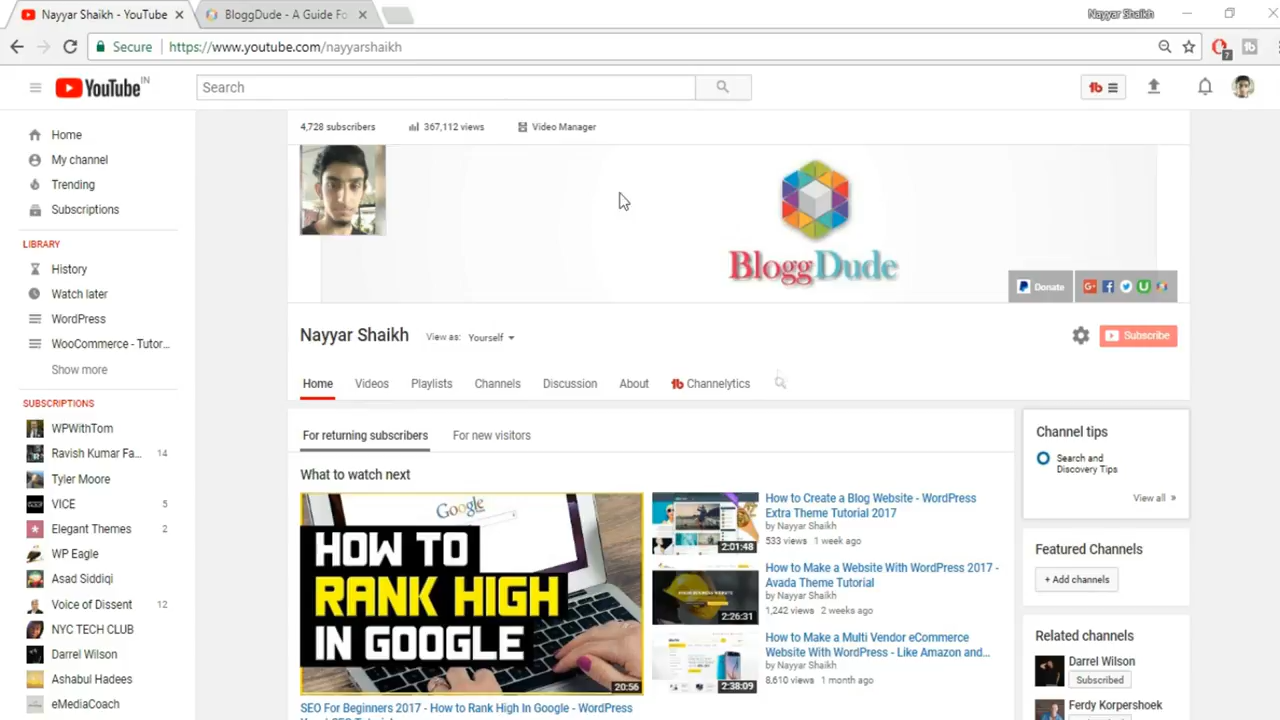 Nayyar Shaikh - YouTube
BloggDude - A Guide Fo
Nayyar Shaikh
Secure
https://www.youtube.com/nayyarshaikh
7
YouTube IN
Search
Home
My channel
Trending
Subscriptions
LIBRARY
History
Watch later
WordPress
WooCommerce - Tutor...
Show more
SUBSCRIPTIONS
WPWithTom
Ravish Kumar Fa... 14
Tyler Moore
VICE 5
Elegant Themes 2
WP Eagle
Asad Siddiqi
Voice of Dissent 12
NYC TECH CLUB
Darrel Wilson
Ashabul Hadees
eMediaCoach
4,728 subscribers
367,112 views
Video Manager
BloggDude
Donate
Nayyar Shaikh
View as: Yourself
Subscribe
Home
Videos
Playlists
Channels
Discussion
About
Channelytics
For returning subscribers
For new visitors
What to watch next
Google
HOW TO
RANK HIGH
IN GOOGLE
20:56
SEO For Beginners 2017 - How to Rank High In Google - WordPress
2:01:48
How to Create a Blog Website - WordPress
Extra Theme Tutorial 2017
by Nayyar Shaikh
533 views 1 week ago
2:26:31
How to Make a Website With WordPress 2017 -
Avada Theme Tutorial
by Nayyar Shaikh
1,242 views 2 weeks ago
2:38:09
How to Make a Multi Vendor eCommerce
Website With WordPress - Like Amazon and...
by Nayyar Shaikh
8,610 views 1 month ago
Channel tips
Search and
Discovery Tips
View all »
Featured Channels
+ Add channels
Related channels
Darrel Wilson
Subscribed
Ferdy Korpershoek